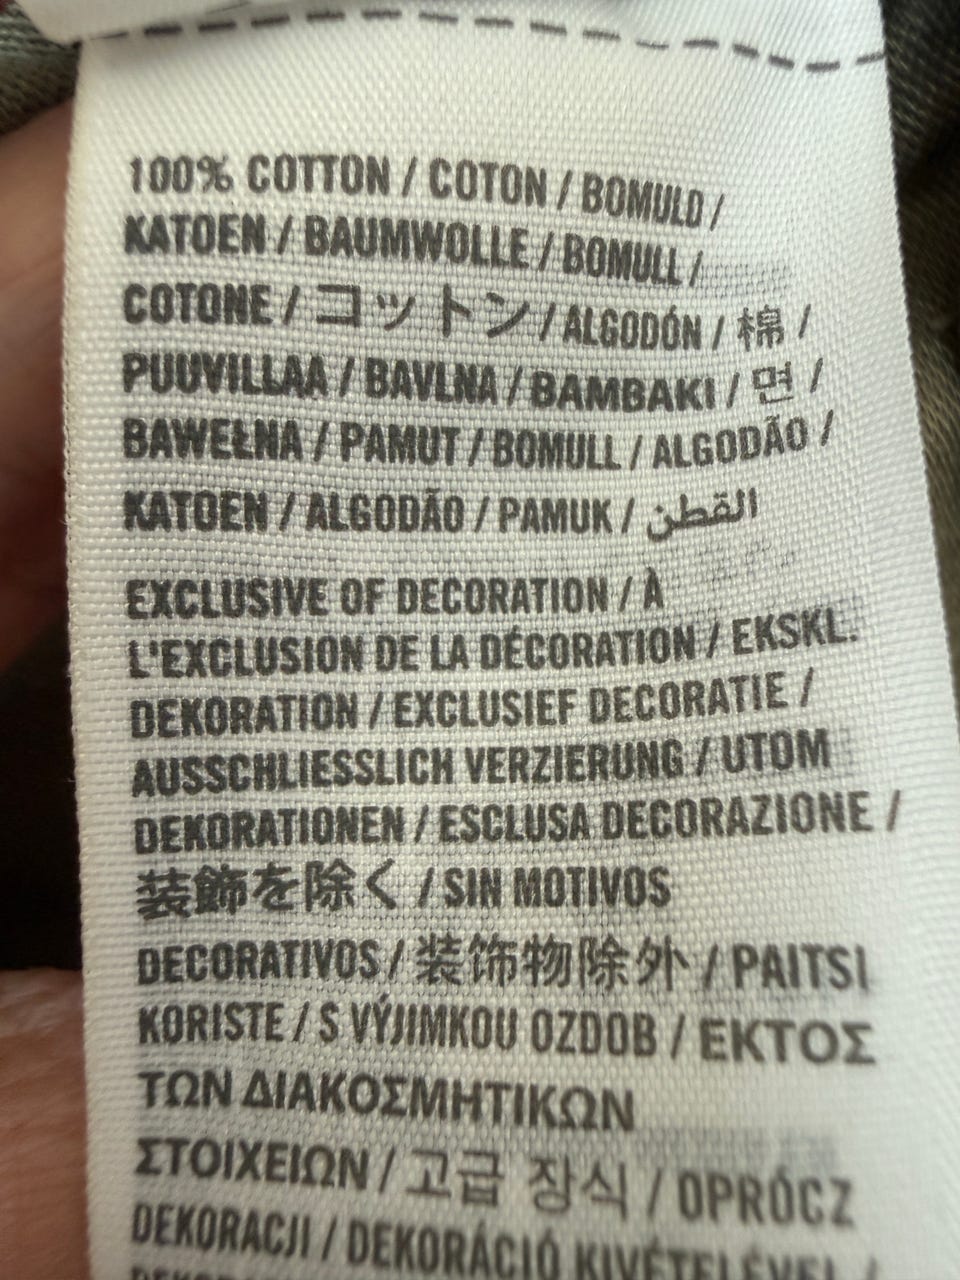 100% COTTON / COTON / BOMULD /
KATOEN / BAUMWOLLE / BOMULL /
COTONE / コットン / ALGODÓN / 棉 /
PUUVILLAA / BAVLNA / BAMBAKI / 면 /
BAWEŁNA / PAMUT / BOMULL / ALGODÃO /
KATOEN / ALGODÃO / PAMUK / القطن
EXCLUSIVE OF DECORATION / À
L'EXCLUSION DE LA DÉCORATION / EKSKL.
DEKORATION / EXCLUSIEF DECORATIE /
AUSSCHLIESSLICH VERZIERUNG / UTOM
DEKORATIONEN / ESCLUSA DECORAZIONE /
装飾を除く / SIN MOTIVOS
DECORATIVOS / 装饰物除外 / PAITSI
KORISTE / S VÝJIMKOU OZDOB / ΕΚΤΟΣ
ΤΩΝ ΔΙΑΚΟΣΜΗΤΙΚΩΝ
ΣΤΟΙΧΕΙΩΝ / 고급 장식 / OPRÓCZ
DEKORACJI / DEKORÁCIÓ KIVÉTELÉVEL /